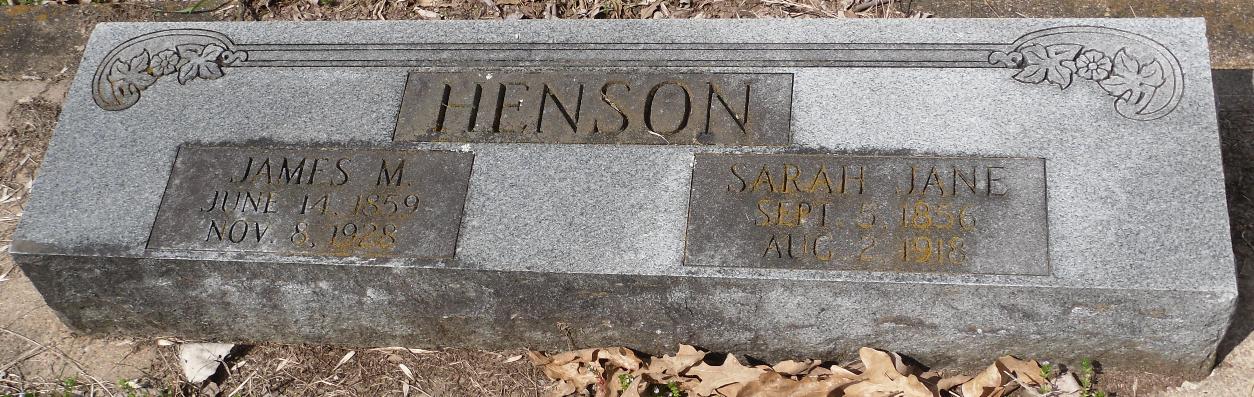 HENSON
JAMES M.
JUNE 14, 1859
NOV. 8, 1928
SARAH JANE
SEPT. 5, 1856
AUG. 2, 1918